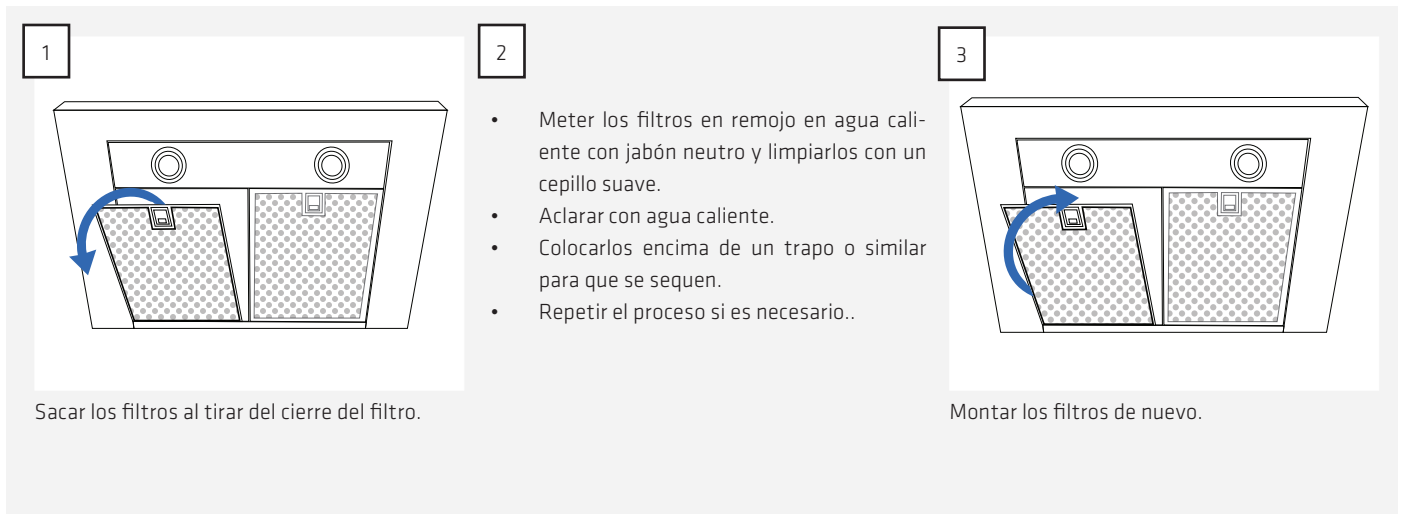 1
Sacar los filtros al tirar del cierre del filtro.
2
• Meter los filtros en remojo en agua cali-
ente con jabón neutro y limpiarlos con un
cepillo suave.
• Aclarar con agua caliente.
• Colocarlos encima de un trapo o similar
para que se sequen.
• Repetir el proceso si es necesario..
3
Montar los filtros de nuevo.